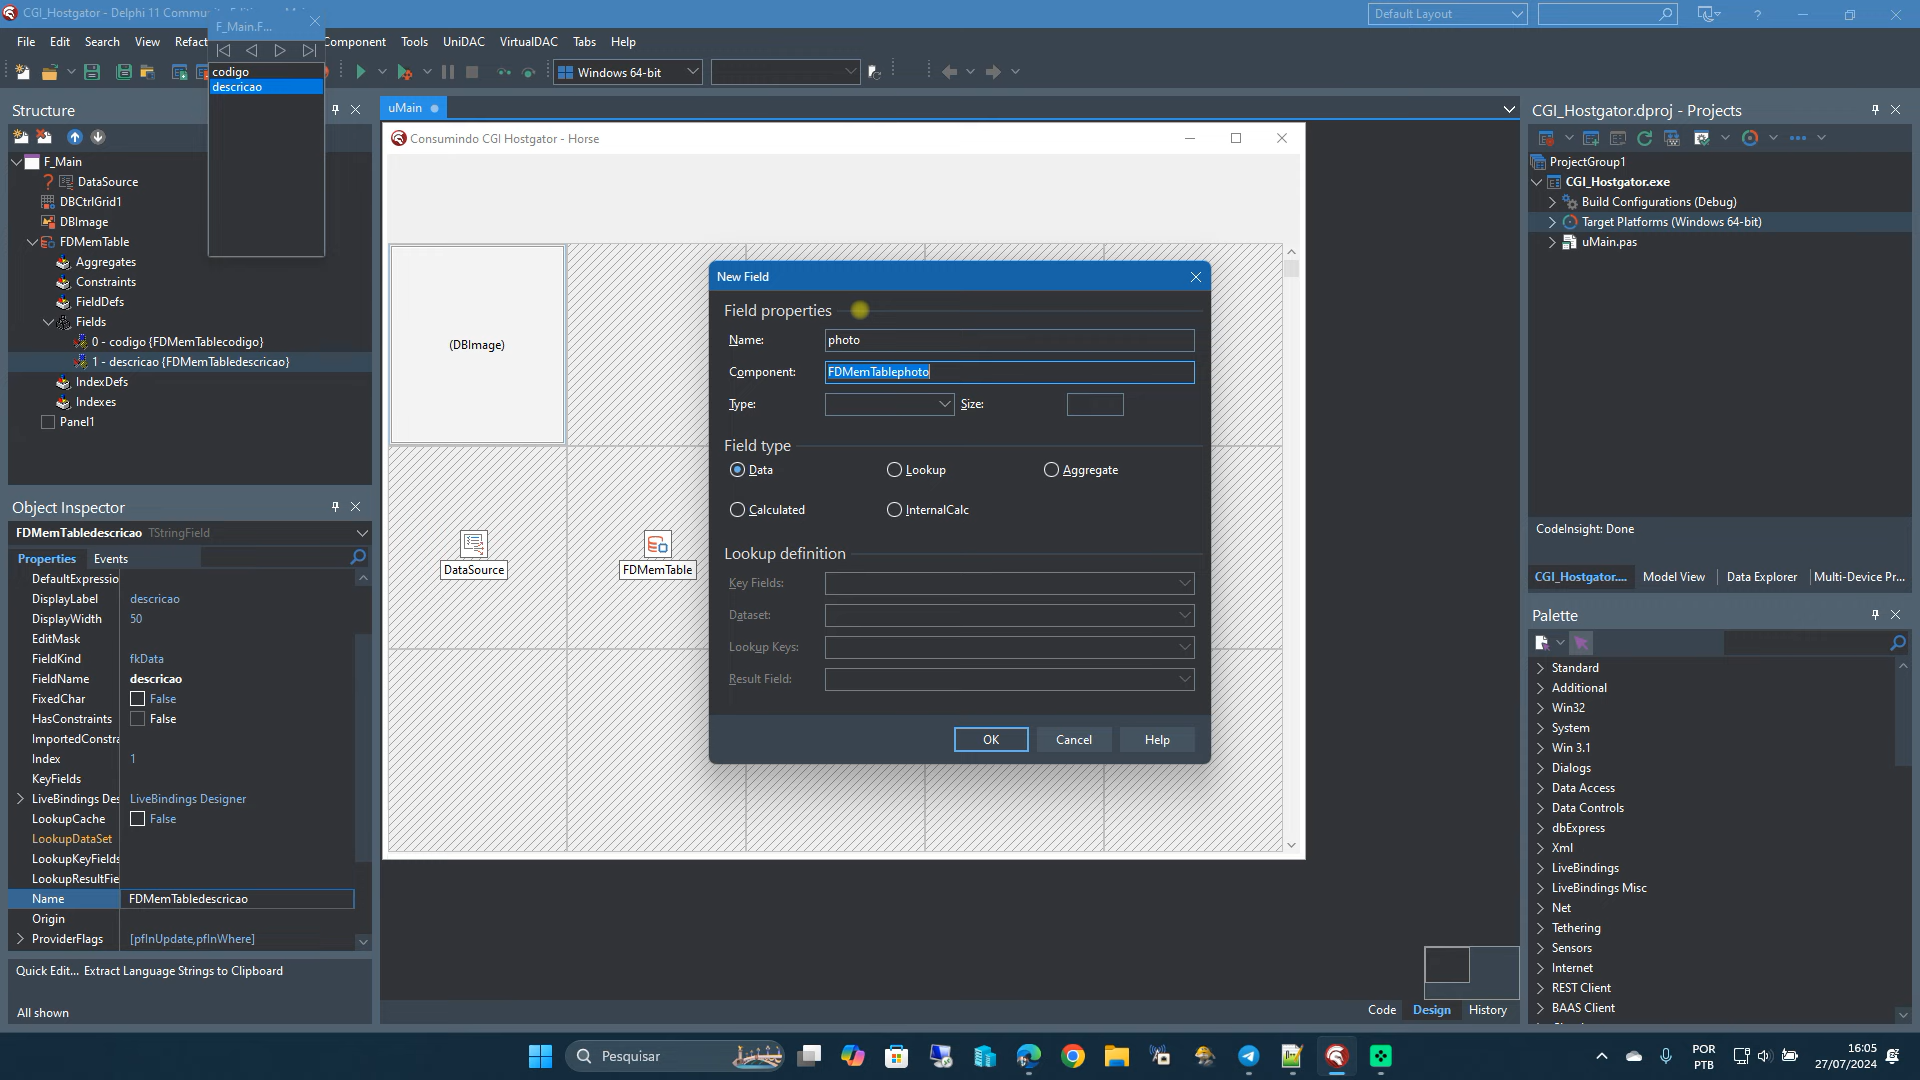 CGI_Hostgator - Delphi 11 Commu
F_Main.F...
Default Layout
File Edit Search View Refact Component Tools UniDAC VirtualDAC Tabs Help
Windows 64-bit
codigo
descricao
Structure
F_Main
DataSource
DBCtrlGrid1
DBImage
FDMemTable
Aggregates
Constraints
FieldDefs
Fields
0 - codigo {FDMemTablecodigo}
1 - descricao {FDMemTabledescricao}
IndexDefs
Indexes
Panel1
Object Inspector
FDMemTabledescricao TStringField
Properties Events
DefaultExpressio
DisplayLabel descricao
DisplayWidth 50
EditMask
FieldKind fkData
FieldName descricao
FixedChar False
HasConstraints False
ImportedConstra
Index 1
KeyFields
LiveBindings Des LiveBindings Designer
LookupCache False
LookupDataSet
LookupKeyFields
LookupResultFie
Name FDMemTabledescricao
Origin
ProviderFlags [pfInUpdate,pfInWhere]
Quick Edit... Extract Language Strings to Clipboard
All shown
uMain
Consumindo CGI Hostgator - Horse
(DBImage)
DataSource
FDMemTable
New Field
Field properties
Name: photo
Component: FDMemTablephoto
Type: Size:
Field type
Data Lookup Aggregate
Calculated InternalCalc
Lookup definition
Key Fields:
Dataset:
Lookup Keys:
Result Field:
OK Cancel Help
Code Design History
CGI_Hostgator.dproj - Projects
ProjectGroup1
CGI_Hostgator.exe
Build Configurations (Debug)
Target Platforms (Windows 64-bit)
uMain.pas
CodeInsight: Done
CGI_Hostgator.... Model View Data Explorer Multi-Device Pr...
Palette
Standard
Additional
Win32
System
Win 3.1
Dialogs
Data Access
Data Controls
dbExpress
Xml
LiveBindings
LiveBindings Misc
Net
Tethering
Sensors
Internet
REST Client
BAAS Client
Pesquisar
POR
PTB
16:05
27/07/2024